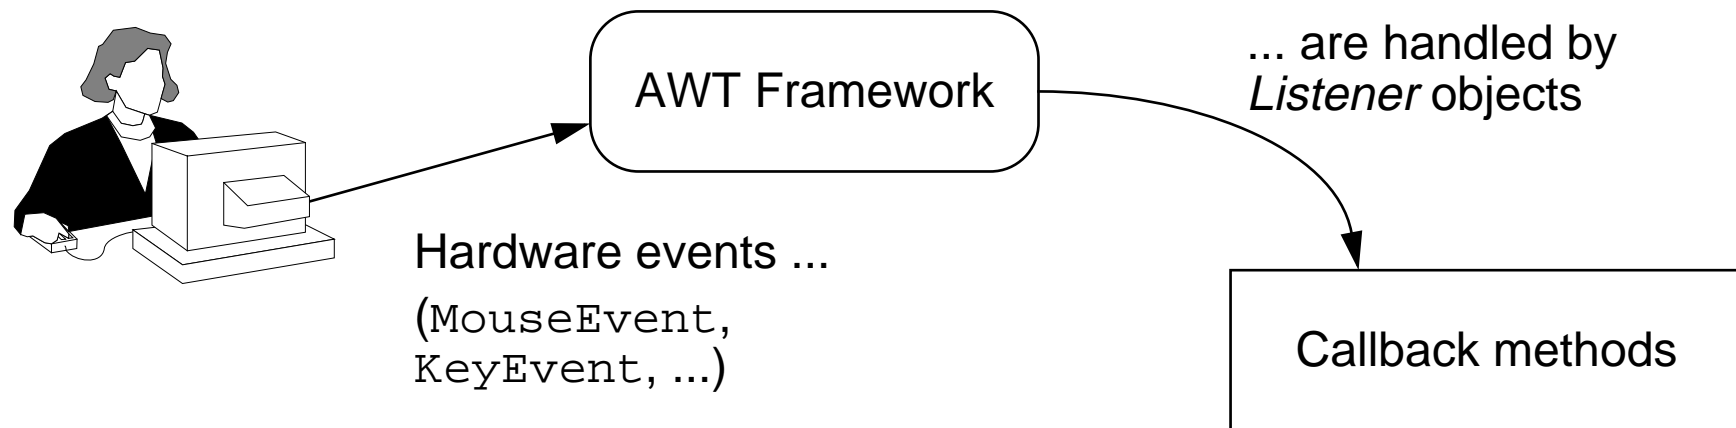 AWT Framework
... are handled by
Listener objects
Hardware events ...
(MouseEvent,
KeyEvent, ...)
Callback methods